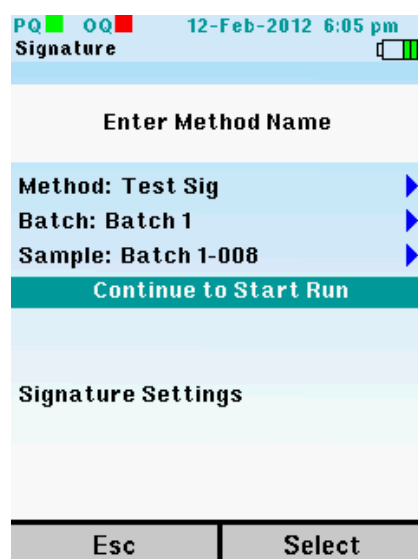 PQ OQ 12-Feb-2012 6:05 pm
Signature
Enter Method Name
Method: Test Sig
Batch: Batch 1
Sample: Batch 1-008
Continue to Start Run
Signature Settings
Esc Select